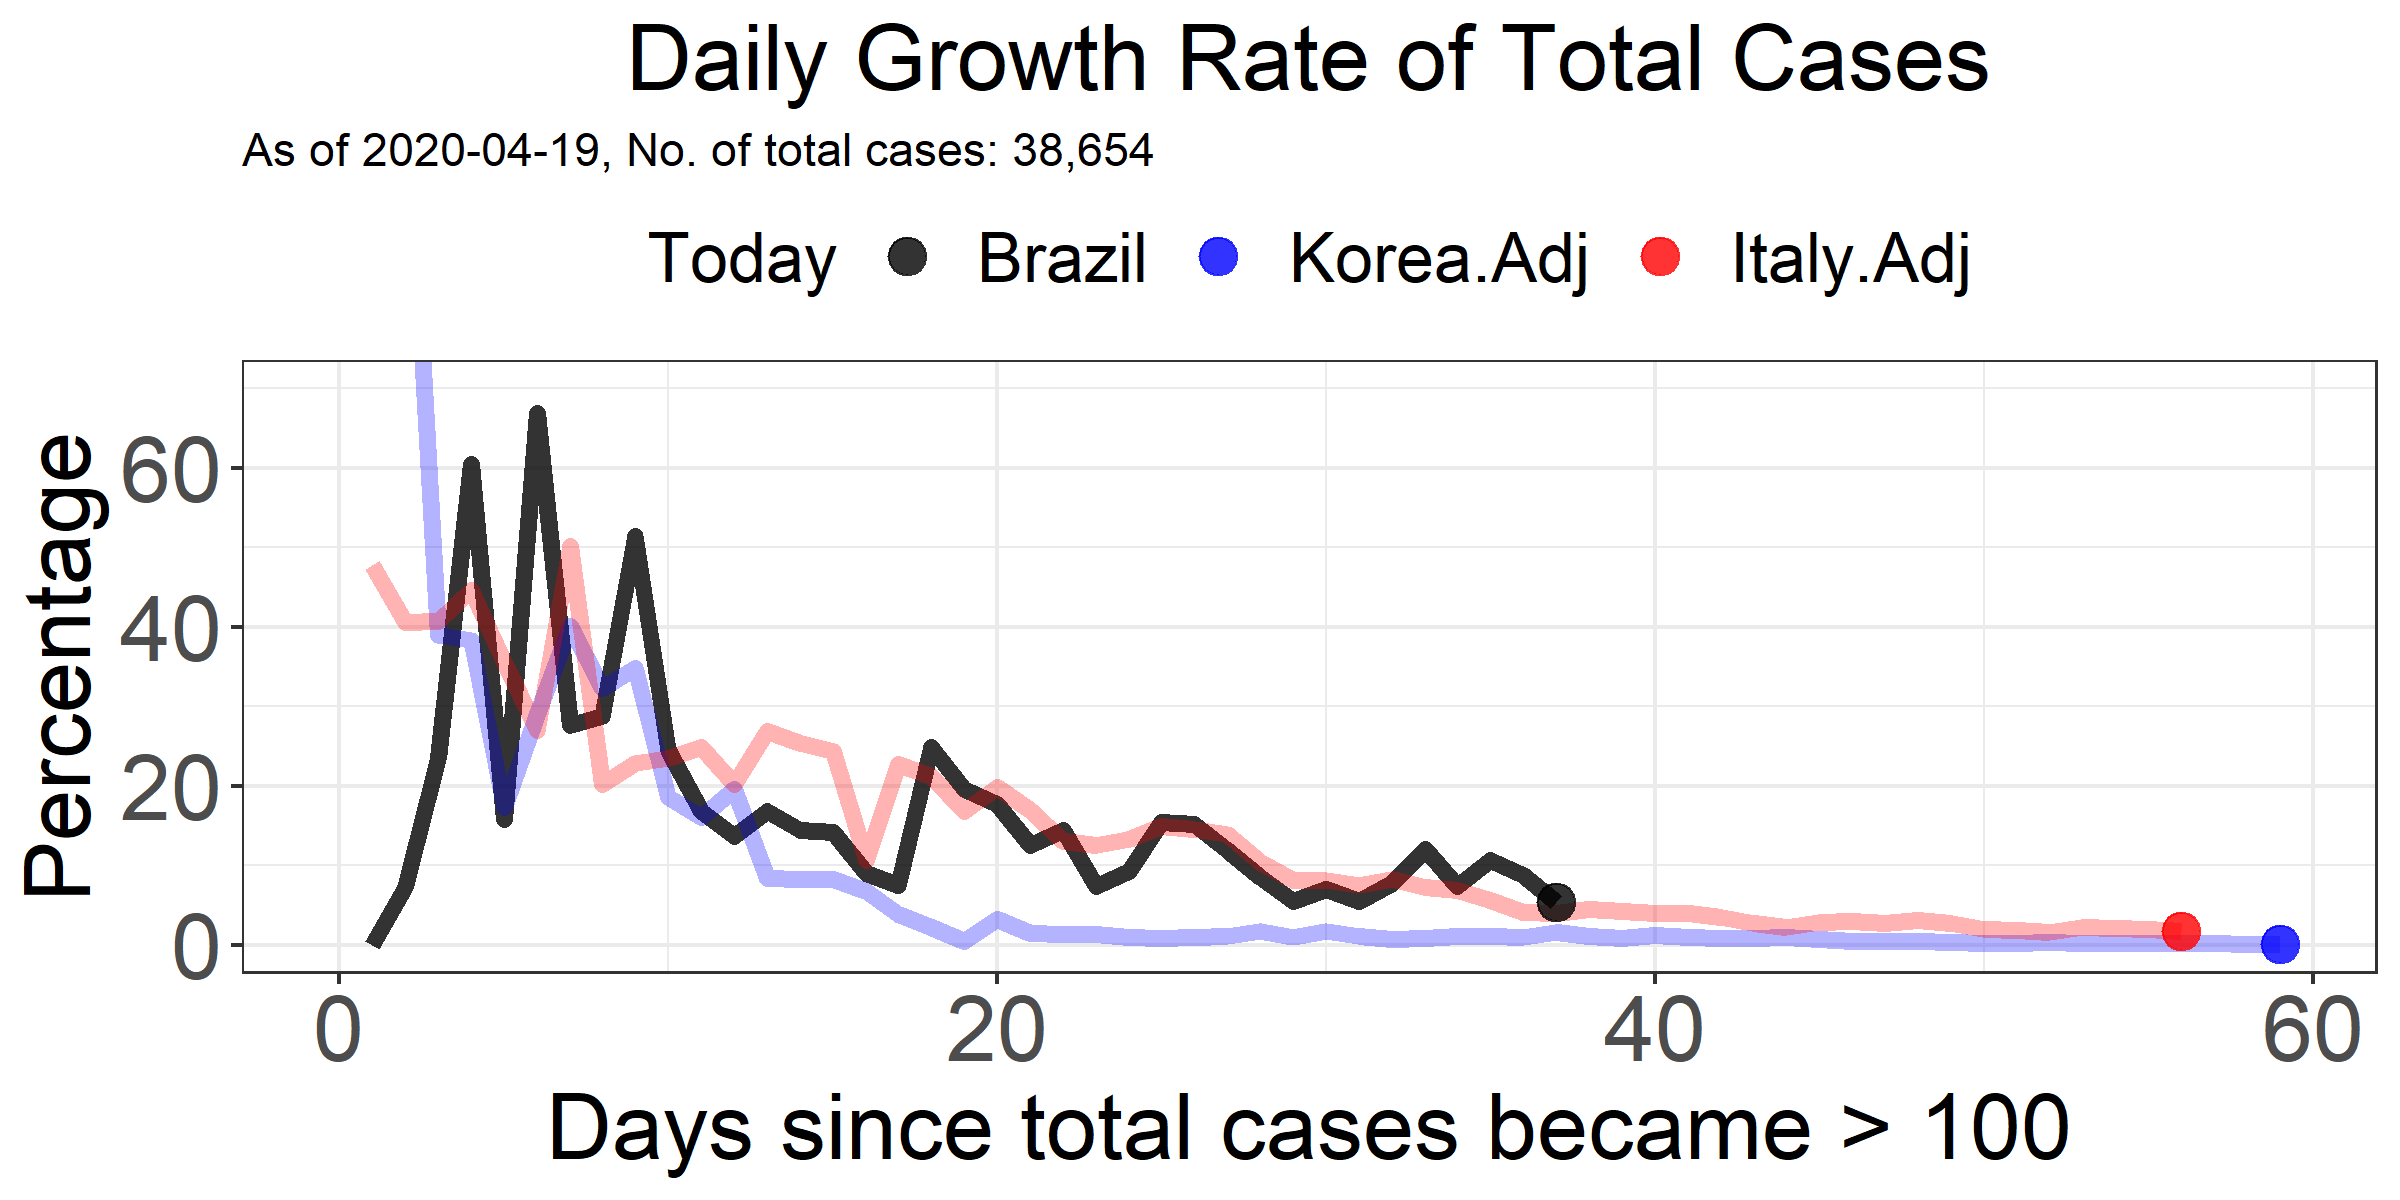 Daily Growth Rate of Total Cases
As of 2020-04-19, No. of total cases: 38,654
Today Brazil Korea.Adj Italy.Adj
Percentage
60
40
20
0
0 20 40 60
Days since total cases became > 100